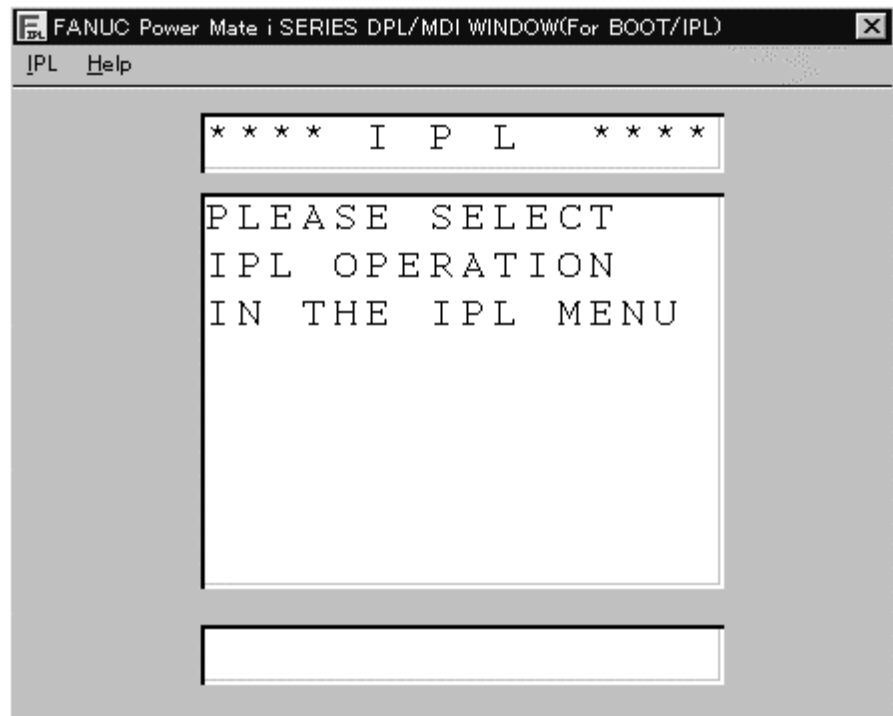 FANUC Power Mate i SERIES DPL/MDI WINDOW(For BOOT/IPL)
IPL Help
**** I P L ****
PLEASE SELECT
IPL OPERATION
IN THE IPL MENU